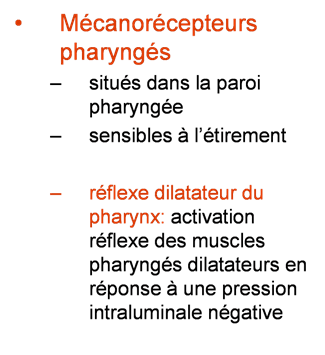 • Mécanorécepteurs
pharyngés
– situés dans la paroi
pharyngée
– sensibles à l'étirement
– réflexe dilatateur du
pharynx: activation
réflexe des muscles
pharyngés dilatateurs en
réponse à une pression
intraluminale négative